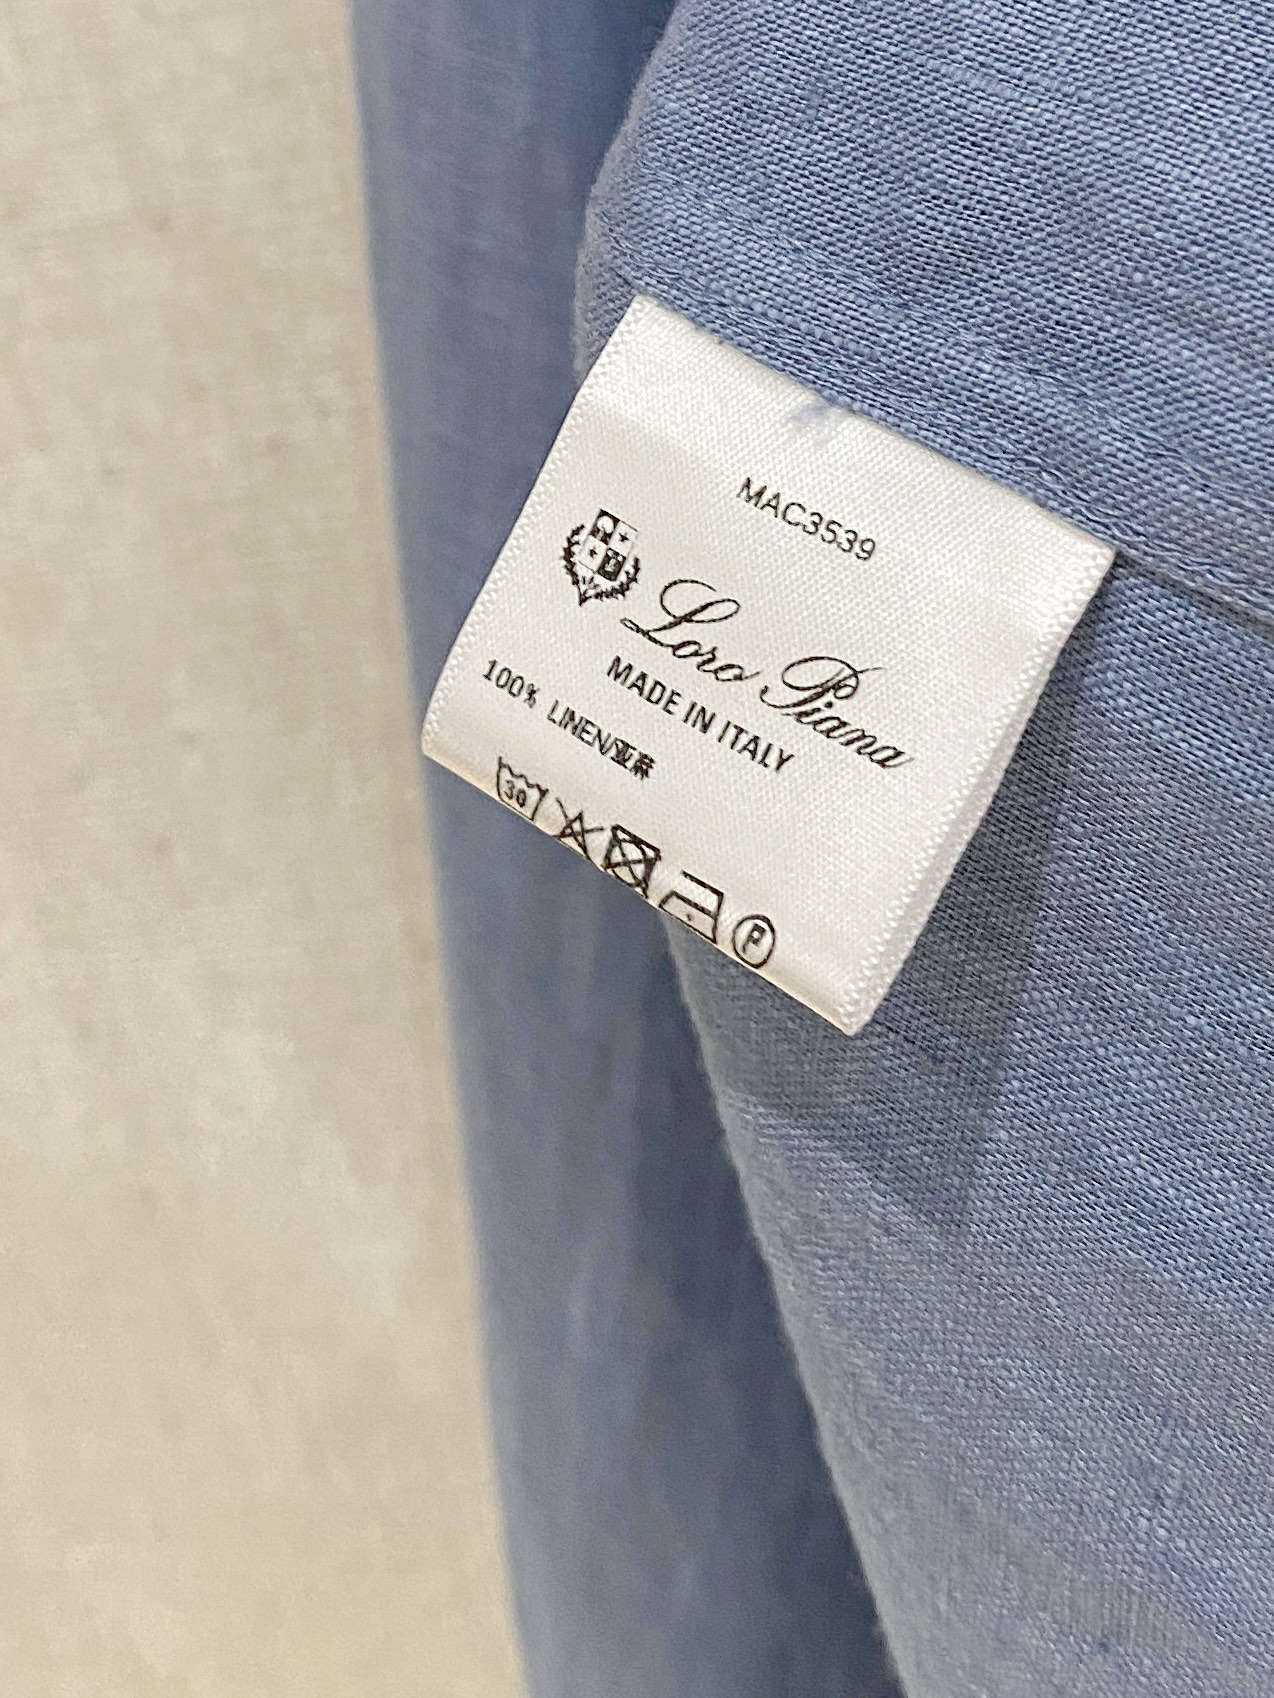 MAC3539
Loro Piana
MADE IN ITALY
100% LINEN/亚麻
30
P